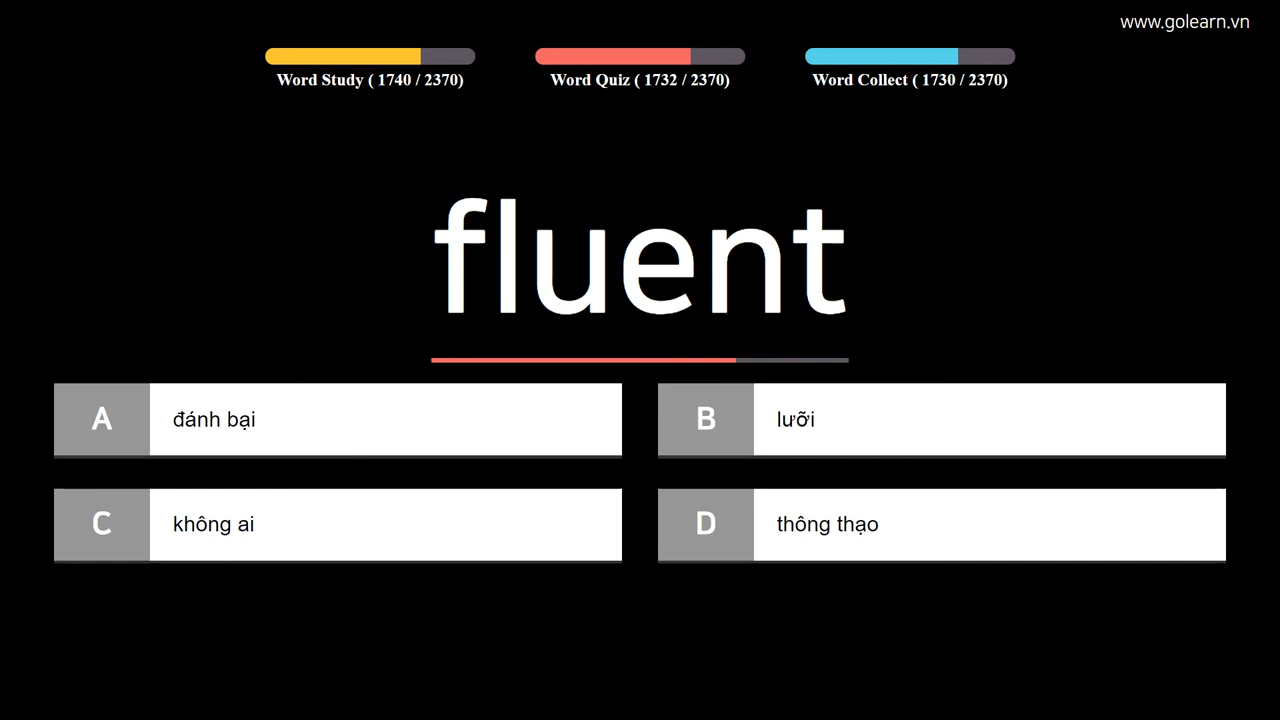 www.golearn.vn
Word Study ( 1740 / 2370)
Word Quiz ( 1732 / 2370)
Word Collect ( 1730 / 2370)
fluent
A đánh bại
B lưỡi
C không ai
D thông thạo